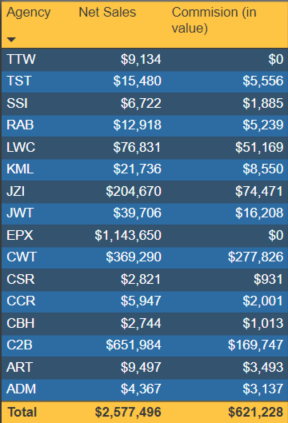 Agency Net Sales Commision (in
value)
TTW $9,134 $0
TST $15,480 $5,556
SSI $6,722 $1,885
RAB $12,918 $5,239
LWC $76,831 $51,169
KML $21,736 $8,550
JZI $204,670 $74,471
JWT $39,706 $16,208
EPX $1,143,650 $0
CWT $369,290 $277,826
CSR $2,821 $931
CCR $5,947 $2,001
CBH $2,744 $1,013
C2B $651,984 $169,747
ART $9,497 $3,493
ADM $4,367 $3,137
Total $2,577,496 $621,228